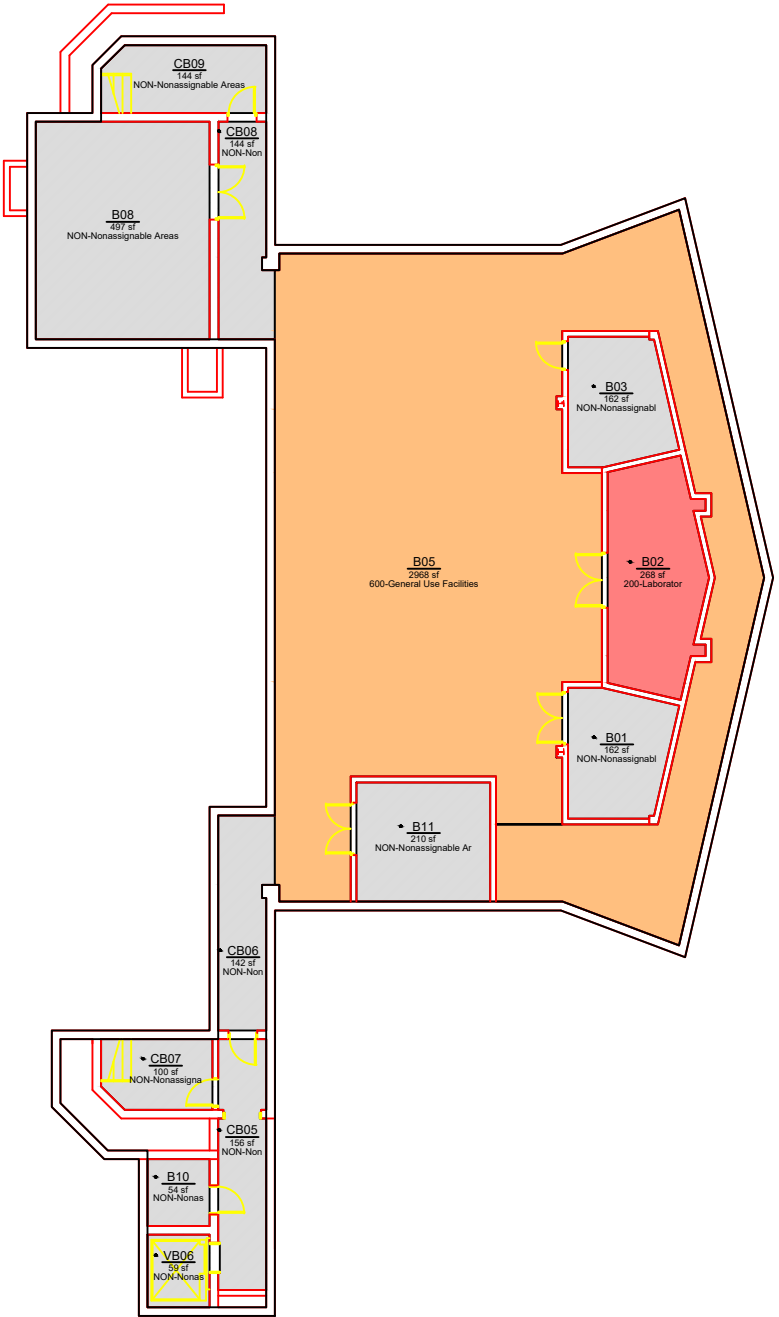 CB09
144 sf
NON-Nonassignable Areas
CB08
144 sf
NON-Non
B08
497 sf
NON-Nonassignable Areas
B03
162 sf
NON-Nonassignabl
B05
2968 sf
600-General Use Facilities
B02
268 sf
200-Laborator
B01
162 sf
NON-Nonassignabl
B11
210 sf
NON-Nonassignable Ar
CB06
142 sf
NON-Non
CB07
100 sf
NON-Nonassigna
CB05
156 sf
NON-Non
B10
54 sf
NON-Nonas
VB06
59 sf
NON-Nonas